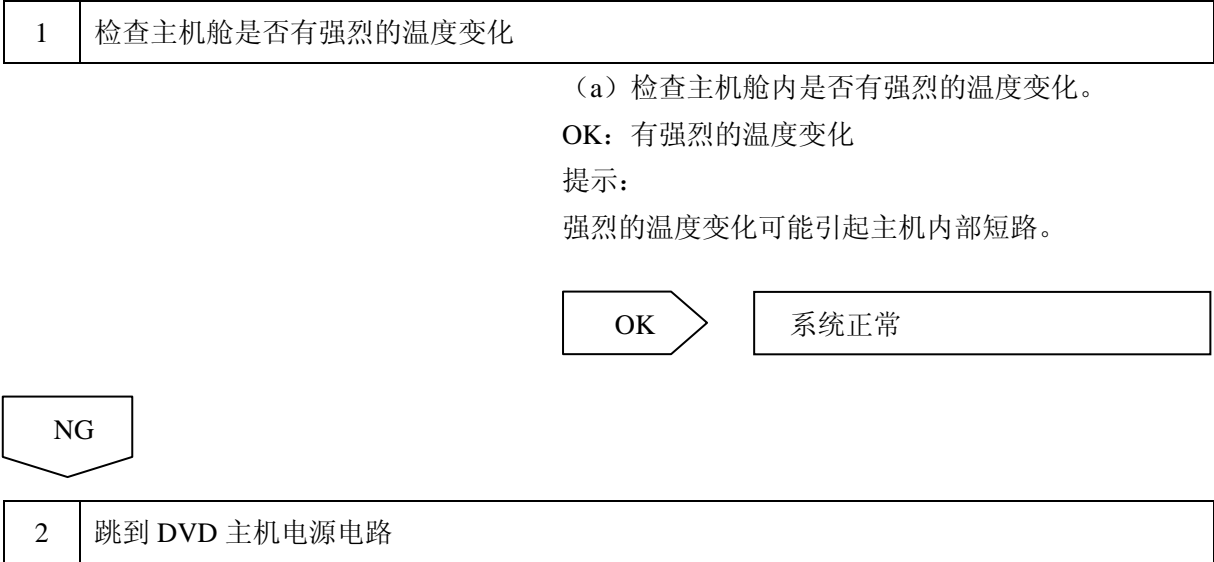 1 检查主机舱是否有强烈的温度变化
（a）检查主机舱内是否有强烈的温度变化。
OK：有强烈的温度变化
提示：
强烈的温度变化可能引起主机内部短路。
OK 系统正常
NG
2 跳到 DVD 主机电源电路